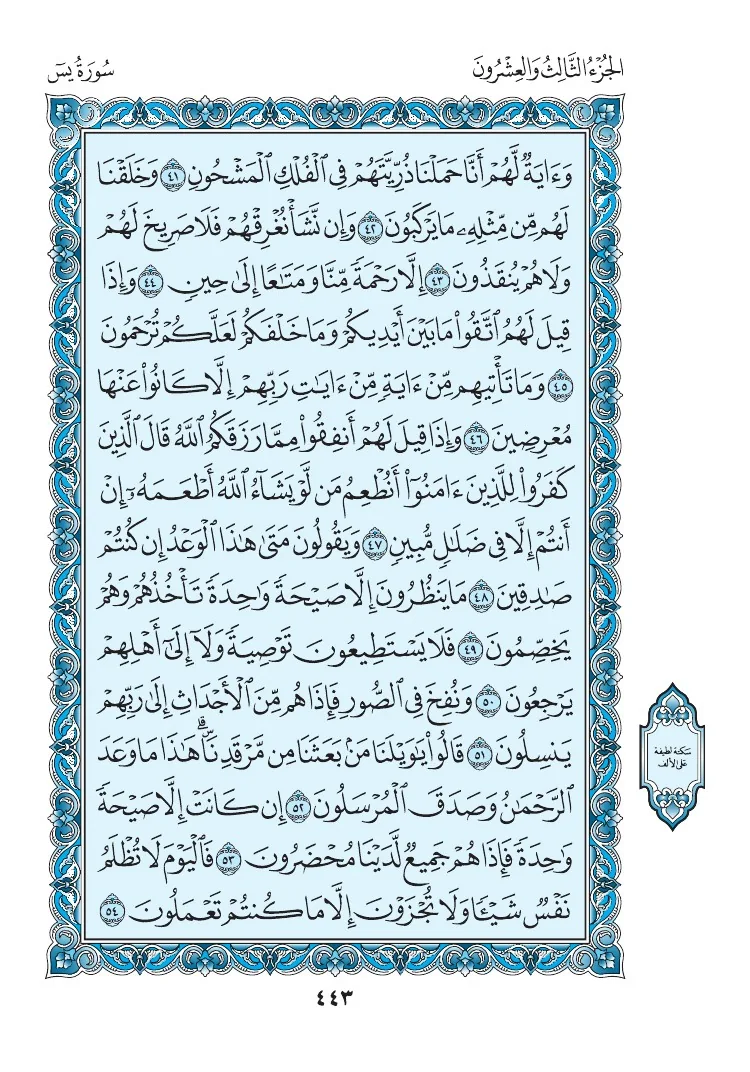 الجُزْءُ الثَّالِثُ وَالعِشْرُونَ
سُورَةُ يسٓ
وَءَايَةٌ لَّهُمْ أَنَّا حَمَلْنَا ذُرِّيَّتَهُمْ فِي ٱلْفُلْكِ ٱلْمَشْحُونِ ٤١ وَخَلَقْنَا
لَهُم مِّن مِّثْلِهِۦ مَا يَرْكَبُونَ ٤٢ وَإِن نَّشَأْ نُغْرِقْهُمْ فَلَا صَرِيخَ لَهُمْ
وَلَا هُمْ يُنقَذُونَ ٤٣ إِلَّا رَحْمَةً مِّنَّا وَمَتَٰعًا إِلَىٰ حِينٍ ٤٤ وَإِذَا
قِيلَ لَهُمُ ٱتَّقُوا۟ مَا بَيْنَ أَيْدِيكُمْ وَمَا خَلْفَكُمْ لَعَلَّكُمْ تُرْحَمُونَ
٤٥ وَمَا تَأْتِيهِم مِّنْ ءَايَةٍ مِّنْ ءَايَٰتِ رَبِّهِمْ إِلَّا كَانُوا۟ عَنْهَا
مُعْرِضِينَ ٤٦ وَإِذَا قِيلَ لَهُمْ أَنفِقُوا۟ مِمَّا رَزَقَكُمُ ٱللَّهُ قَالَ ٱلَّذِينَ
كَفَرُوا۟ لِلَّذِينَ ءَامَنُوٓا۟ أَنُطْعِمُ مَن لَّوْ يَشَآءُ ٱللَّهُ أَطْعَمَهُۥٓ إِنْ
أَنتُمْ إِلَّا فِي ضَلَٰلٍ مُّبِينٍ ٤٧ وَيَقُولُونَ مَتَىٰ هَٰذَا ٱلْوَعْدُ إِن كُنتُمْ
صَٰدِقِينَ ٤٨ مَا يَنظُرُونَ إِلَّا صَيْحَةً وَٰحِدَةً تَأْخُذُهُمْ وَهُمْ
يَخِصِّمُونَ ٤٩ فَلَا يَسْتَطِيعُونَ تَوْصِيَةً وَلَآ إِلَىٰٓ أَهْلِهِمْ
يَرْجِعُونَ ٥٠ وَنُفِخَ فِي ٱلصُّورِ فَإِذَا هُم مِّنَ ٱلْأَجْدَاثِ إِلَىٰ رَبِّهِمْ
يَنسِلُونَ ٥١ قَالُوا۟ يَٰوَيْلَنَا مَنۢ بَعَثَنَا مِن مَّرْقَدِنَاۜۗ هَٰذَا مَا وَعَدَ
ٱلرَّحْمَٰنُ وَصَدَقَ ٱلْمُرْسَلُونَ ٥٢ إِن كَانَتْ إِلَّا صَيْحَةً
وَٰحِدَةً فَإِذَا هُمْ جَمِيعٌ لَّدَيْنَا مُحْضَرُونَ ٥٣ فَٱلْيَوْمَ لَا تُظْلَمُ
نَفْسٌ شَيْـًٔا وَلَا تُجْزَوْنَ إِلَّا مَا كُنتُمْ تَعْمَلُونَ ٥٤
سكتة لطيفة
على الألف
٤٤٣